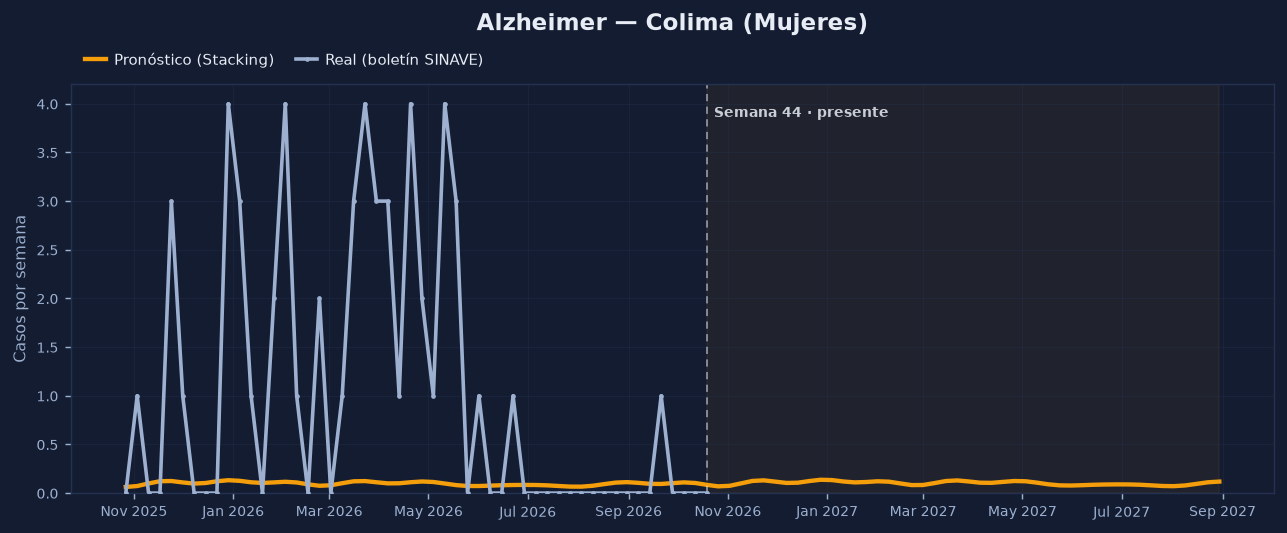 Alzheimer — Colima (Mujeres)
Pronóstico (Stacking) Real (boletín SINAVE)
Semana 44 · presente
Casos por semana
4.0
3.5
3.0
2.5
2.0
1.5
1.0
0.5
0.0
Nov 2025 Jan 2026 Mar 2026 May 2026 Jul 2026 Sep 2026 Nov 2026 Jan 2027 Mar 2027 May 2027 Jul 2027 Sep 2027